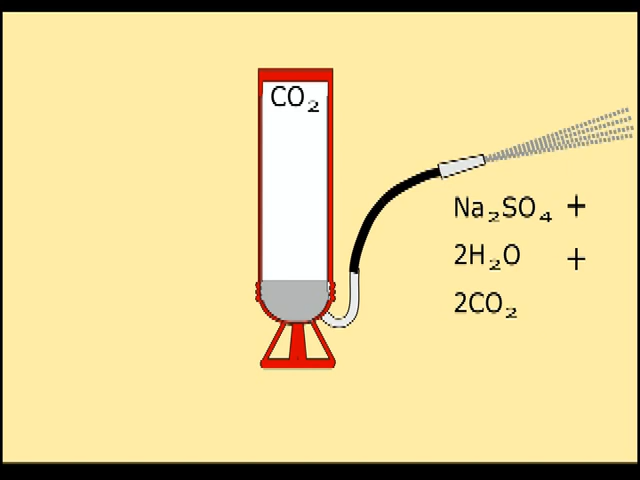 CO₂
Na₂SO₄ +
2H₂O +
2CO₂